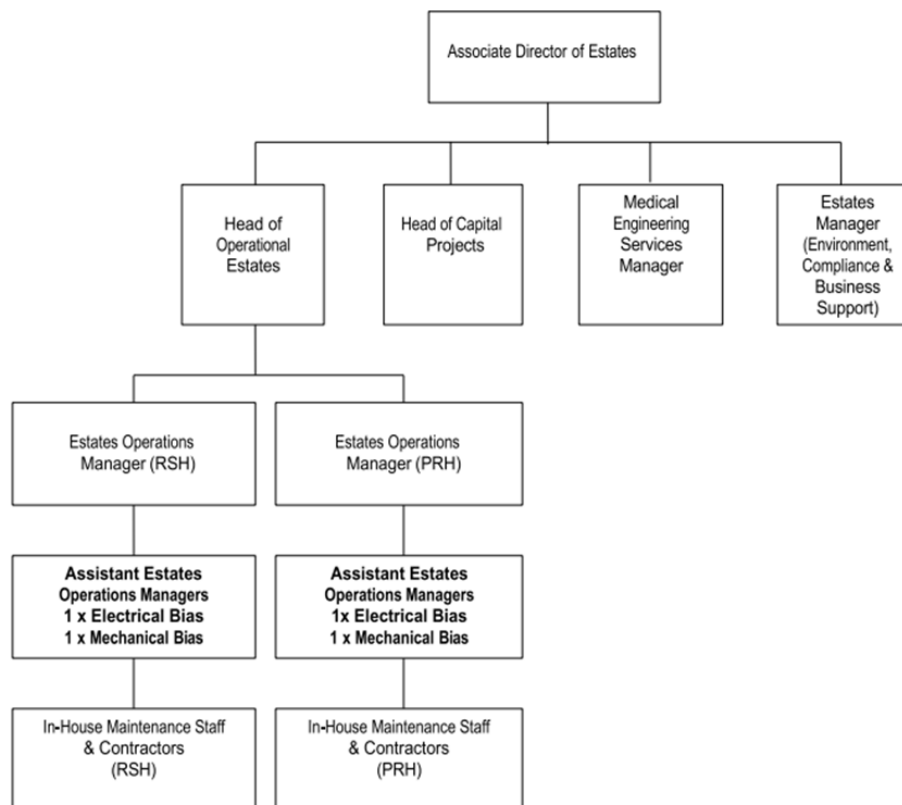 Associate Director of Estates
Head of
Operational
Estates
Head of Capital
Projects
Medical
Engineering
Services
Manager
Estates
Manager
(Environment,
Compliance &
Business
Support)
Estates Operations
Manager (RSH)
Estates Operations
Manager (PRH)
Assistant Estates
Operations Managers
1 x Electrical Bias
1 x Mechanical Bias
Assistant Estates
Operations Managers
1x Electrical Bias
1 x Mechanical Bias
In-House Maintenance Staff
& Contractors
(RSH)
In-House Maintenance Staff
& Contractors
(PRH)